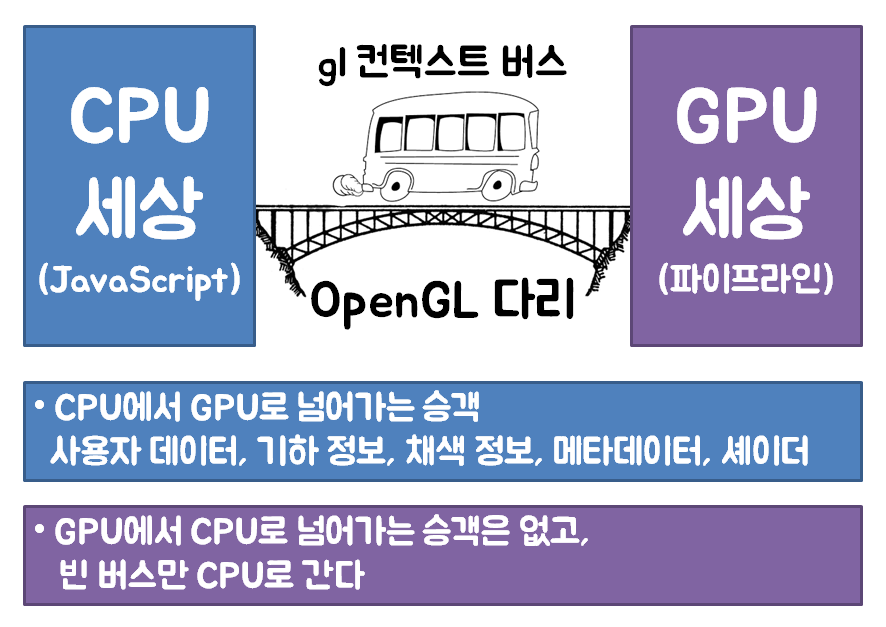 CPU
세상
(JavaScript)
gl 컨텍스트 버스
OpenGL 다리
GPU
세상
(파이프라인)
• CPU에서 GPU로 넘어가는 승객
사용자 데이터, 기하 정보, 채색 정보, 메타데이터, 셰이더
• GPU에서 CPU로 넘어가는 승객은 없고,
빈 버스만 CPU로 간다